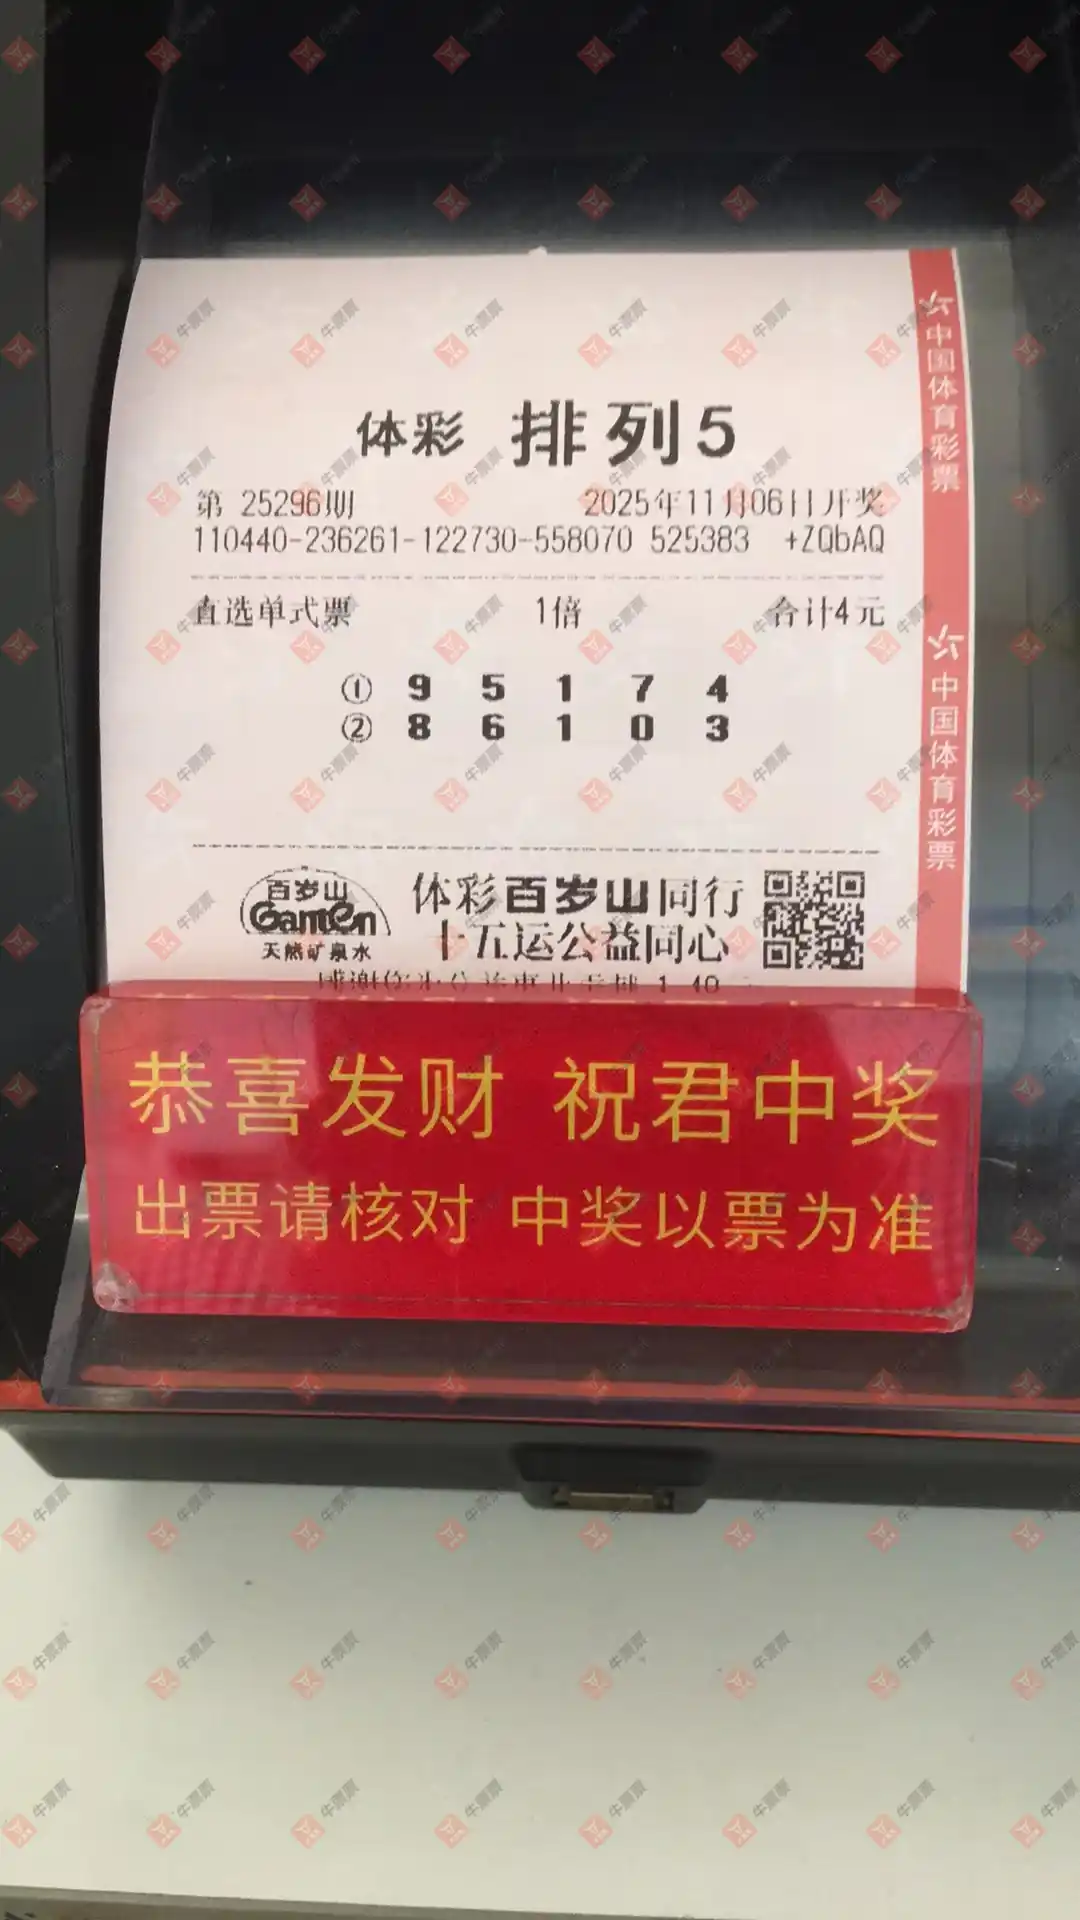 体彩 排列5
第 25296期 2025年11月06日开奖
110440-236261-122730-558070 525383 +ZQbAQ
直选单式票 1倍 合计4元
① 9 5 1 7 4
② 8 6 1 0 3
百岁山
Ganten
天然矿泉水
体彩百岁山同行
十五运公益同心
恭喜发财 祝君中奖
出票请核对 中奖以票为准
中国体育彩票
中国体育彩票
牛票票